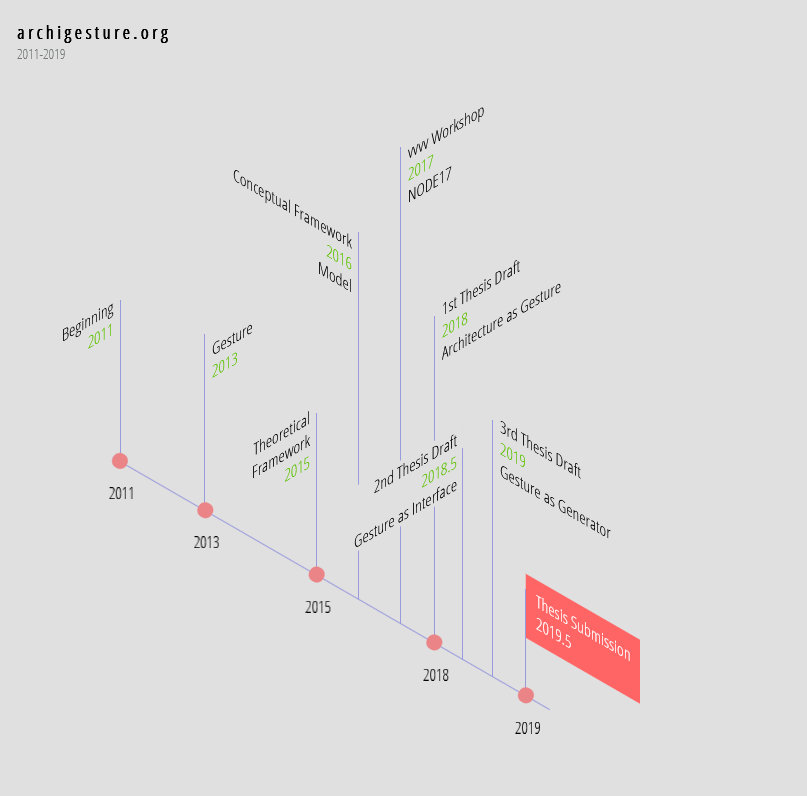 archigesture.org
2011-2019
vvv Workshop
2017
NODE17
Conceptual Framework
2016
Model
1st Thesis Draft
2018
Architecture as Gesture
Beginning
2011
Gesture
2013
Theoretical
Framework
2015
2nd Thesis Draft
2018.5
Gesture as Interface
3rd Thesis Draft
2019
Gesture as Generator
Thesis Submission
2019.5
2011
2013
2015
2018
2019